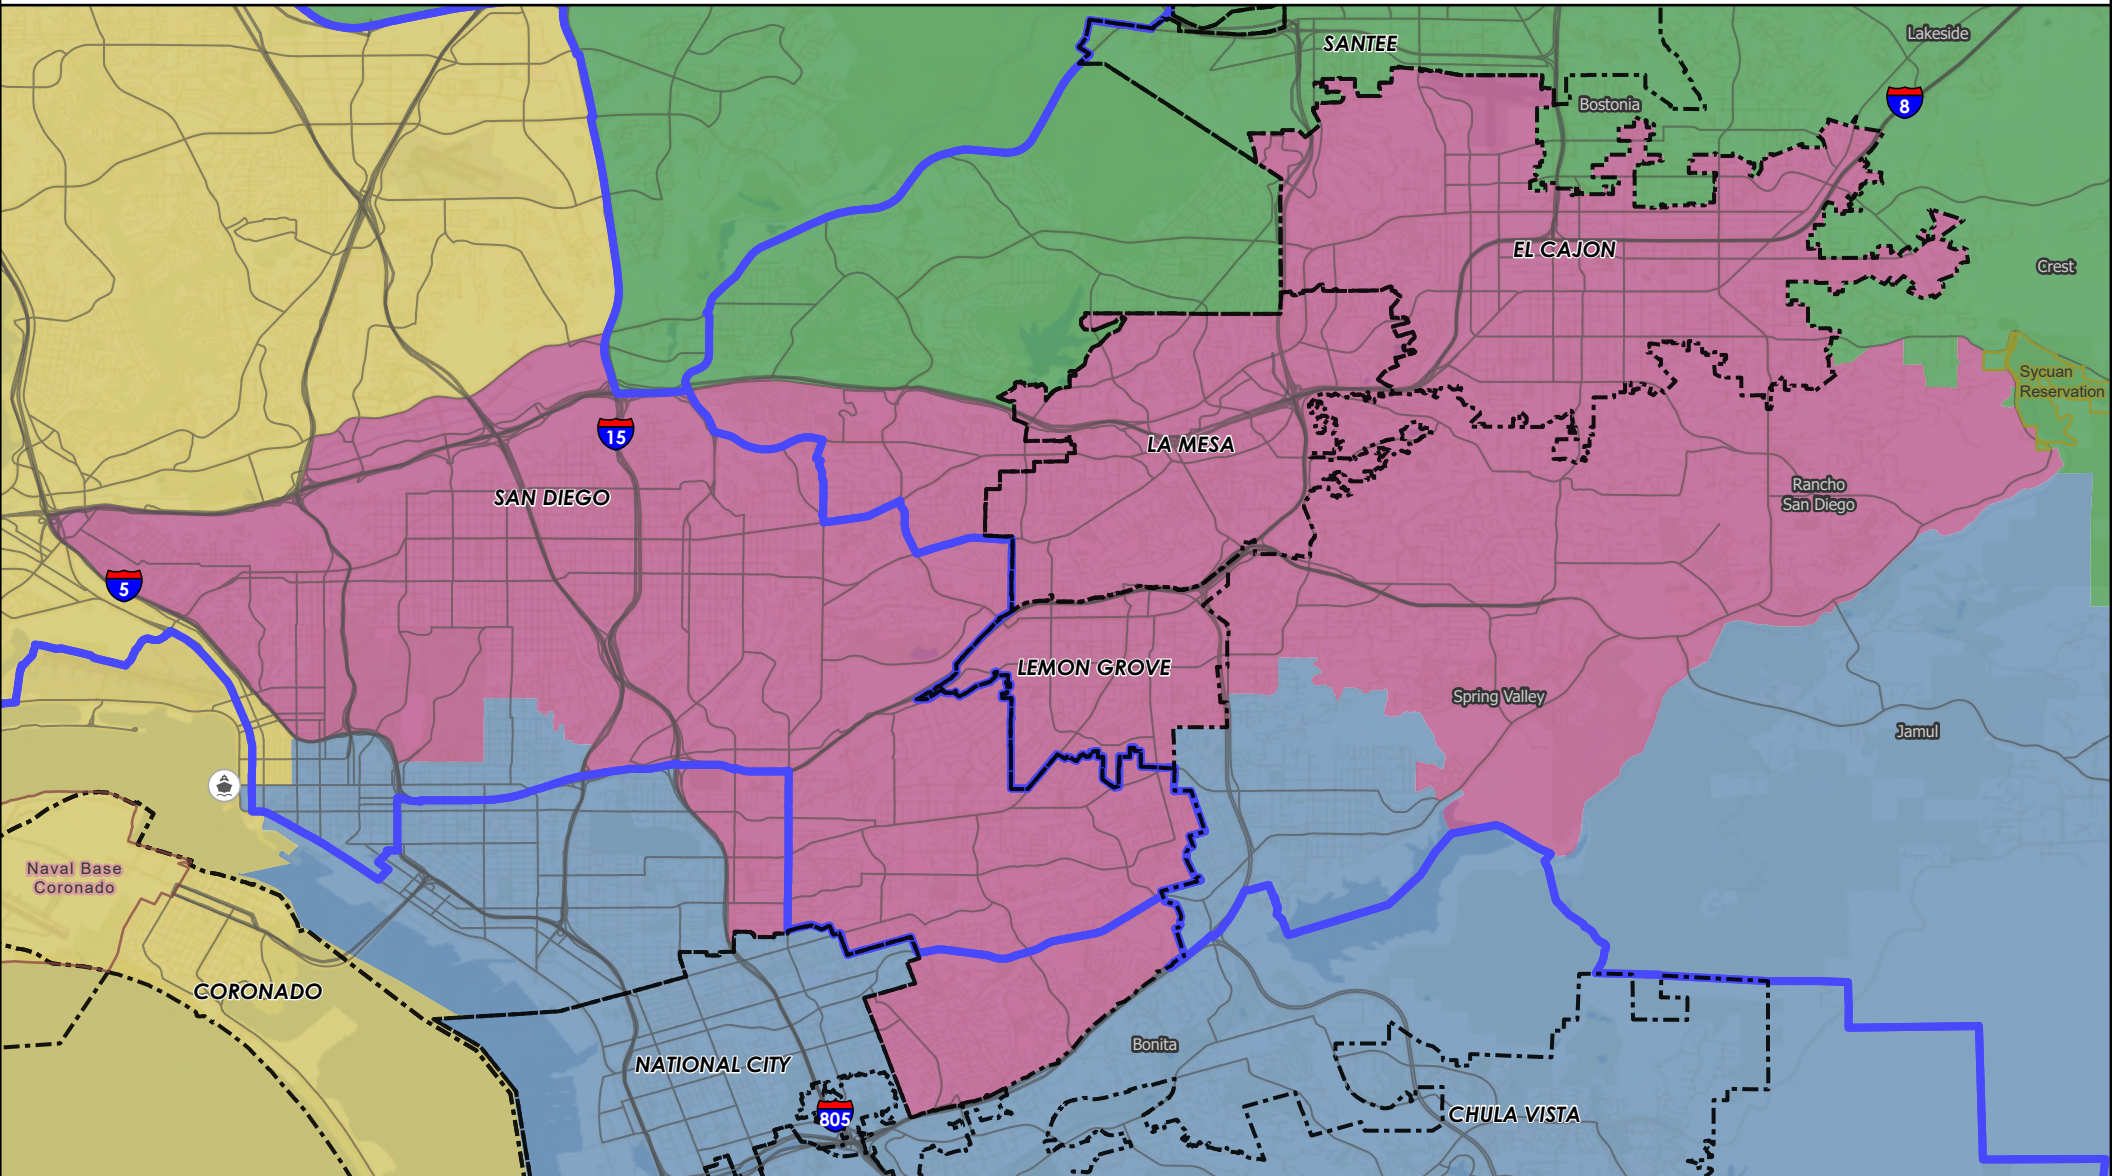 SANTEE
Lakeside
8
Bostonia
EL CAJON
Crest
Sycuan
Reservation
15
LA MESA
SAN DIEGO
Rancho
San Diego
5
LEMON GROVE
Spring Valley
Jamul
Naval Base
Coronado
CORONADO
Bonita
NATIONAL CITY
805
CHULA VISTA